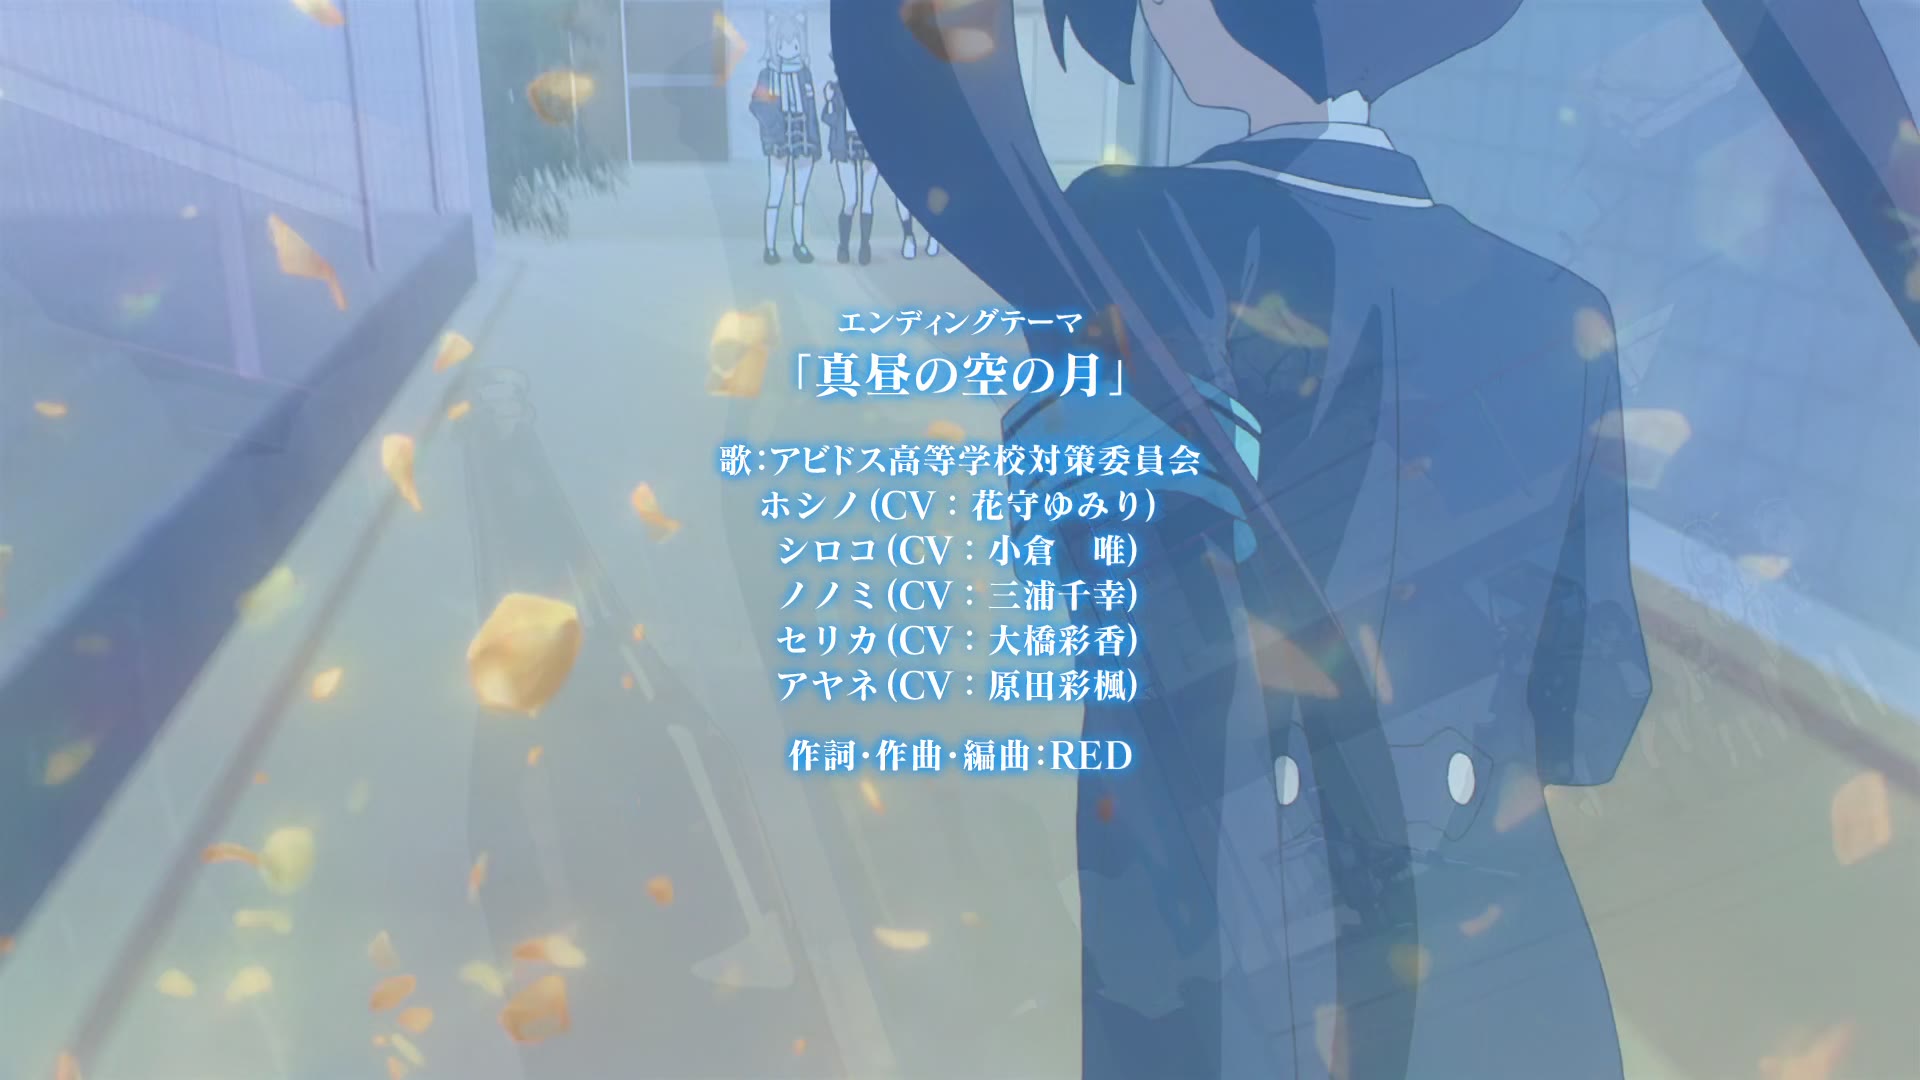 エンディングテーマ
「真昼の空の月」
歌：アビドス高等学校対策委員会
ホシノ(CV：花守ゆみり)
シロコ(CV：小倉　唯)
ノノミ(CV：三浦千幸)
セリカ(CV：大橋彩香)
アヤネ(CV：原田彩楓)
作詞・作曲・編曲：RED